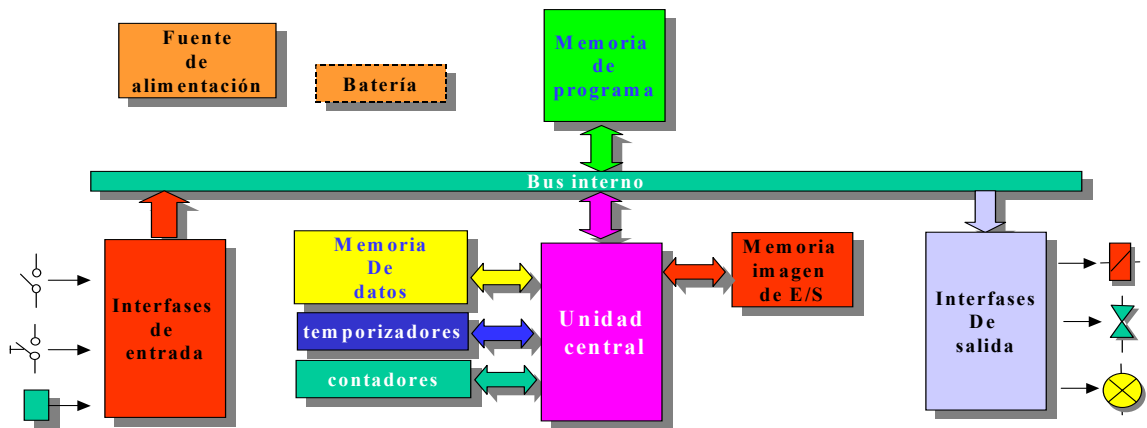 Fuente
de
alimentación
Batería
Memoria
de
programa
Bus interno
Interfases
de
entrada
Memoria
De
datos
temporizadores
contadores
Unidad
central
Memoria
imagen
de E/S
Interfases
De
salida